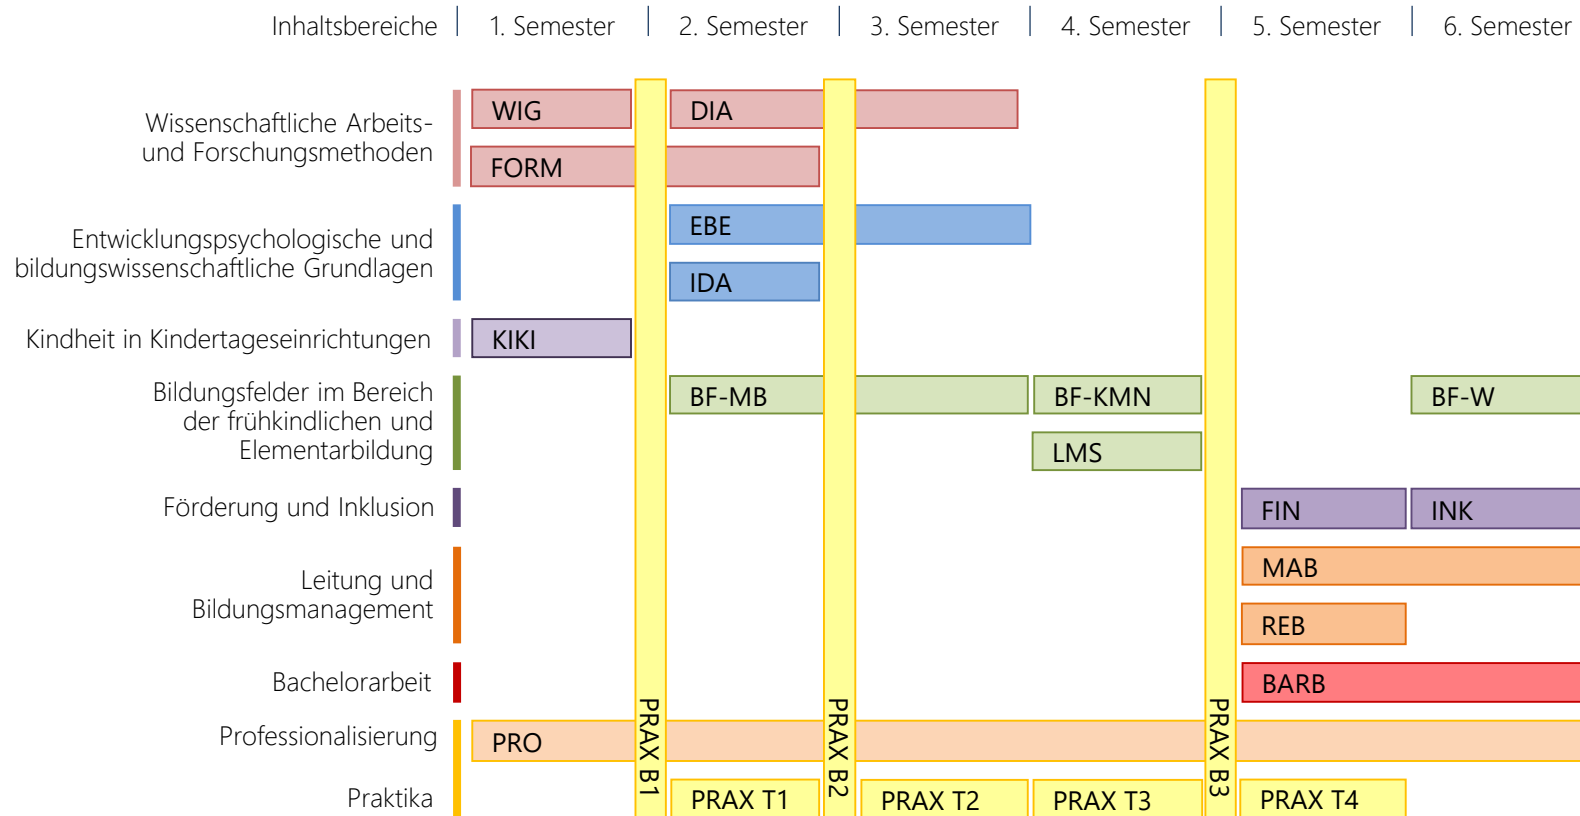 Inhaltsbereiche 1. Semester 2. Semester 3. Semester 4. Semester 5. Semester 6. Semester
Wissenschaftliche Arbeits-
und Forschungsmethoden
WIG DIA
FORM
Entwicklungspsychologische und
bildungswissenschaftliche Grundlagen
EBE
IDA
Kindheit in Kindertageseinrichtungen
KIKI
Bildungsfelder im Bereich
der frühkindlichen und
Elementarbildung
BF-MB BF-KMN BF-W
LMS
Förderung und Inklusion
FIN INK
Leitung und
Bildungsmanagement
MAB
REB
Bachelorarbeit
BARB
Professionalisierung
PRO
PRAX B1
PRAX B2
PRAX B3
Praktika
PRAX T1 PRAX T2 PRAX T3 PRAX T4